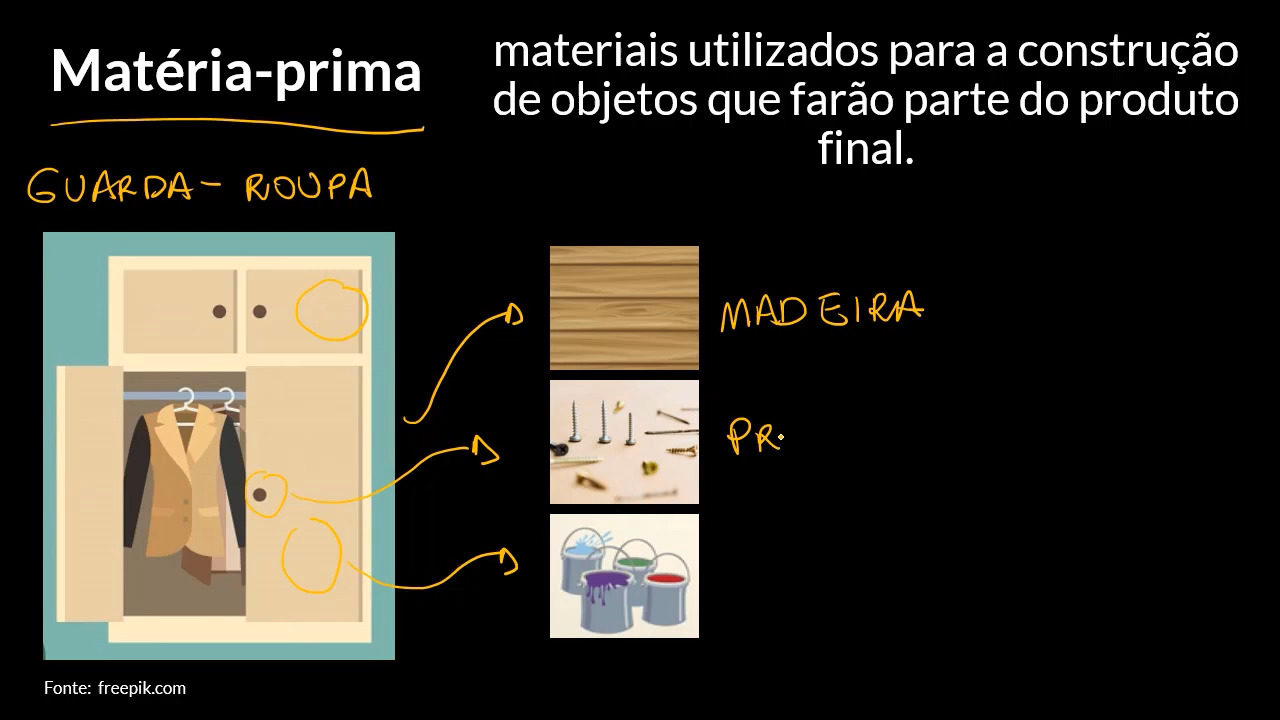 Matéria-prima
materiais utilizados para a construção
de objetos que farão parte do produto
final.
GUARDA-ROUPA
MADEIRA
PR
Fonte: freepik.com